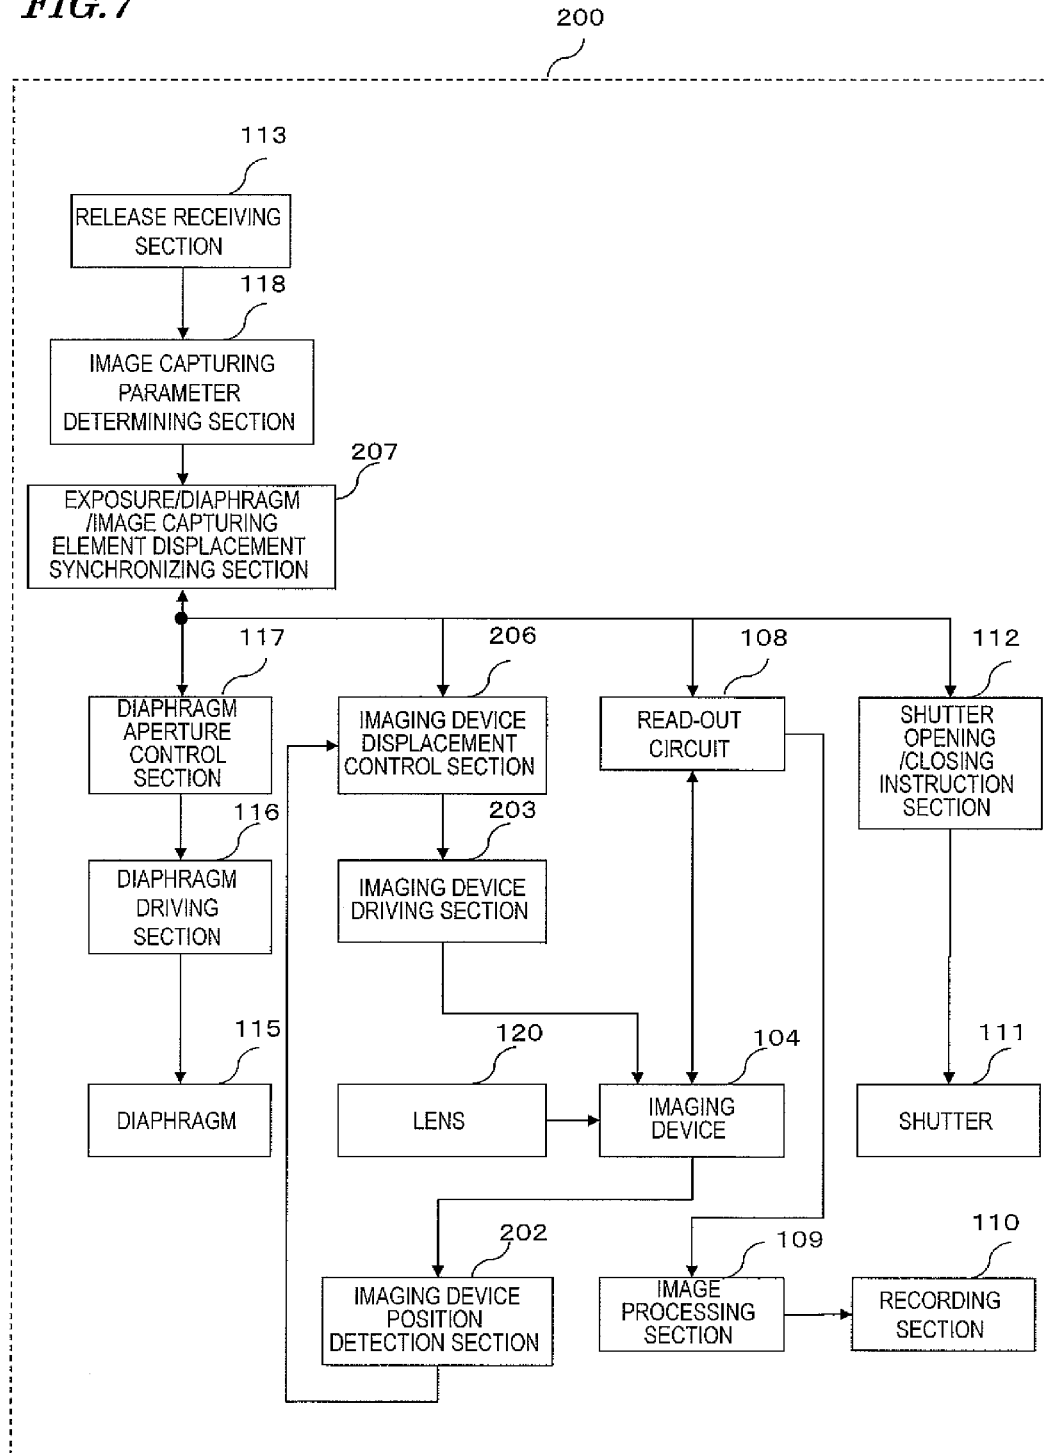 FIG.7
200
113
RELEASE RECEIVING
SECTION
118
IMAGE CAPTURING
PARAMETER
DETERMINING SECTION
207
EXPOSURE/DIAPHRAGM
/IMAGE CAPTURING
ELEMENT DISPLACEMENT
SYNCHRONIZING SECTION
117
DIAPHRAGM
APERTURE
CONTROL
SECTION
206
IMAGING DEVICE
DISPLACEMENT
CONTROL SECTION
108
READ-OUT
CIRCUIT
112
SHUTTER
OPENING
/CLOSING
INSTRUCTION
SECTION
116
DIAPHRAGM
DRIVING
SECTION
203
IMAGING DEVICE
DRIVING SECTION
115
DIAPHRAGM
120
LENS
104
IMAGING
DEVICE
111
SHUTTER
202
IMAGING DEVICE
POSITION
DETECTION SECTION
109
IMAGE
PROCESSING
SECTION
110
RECORDING
SECTION